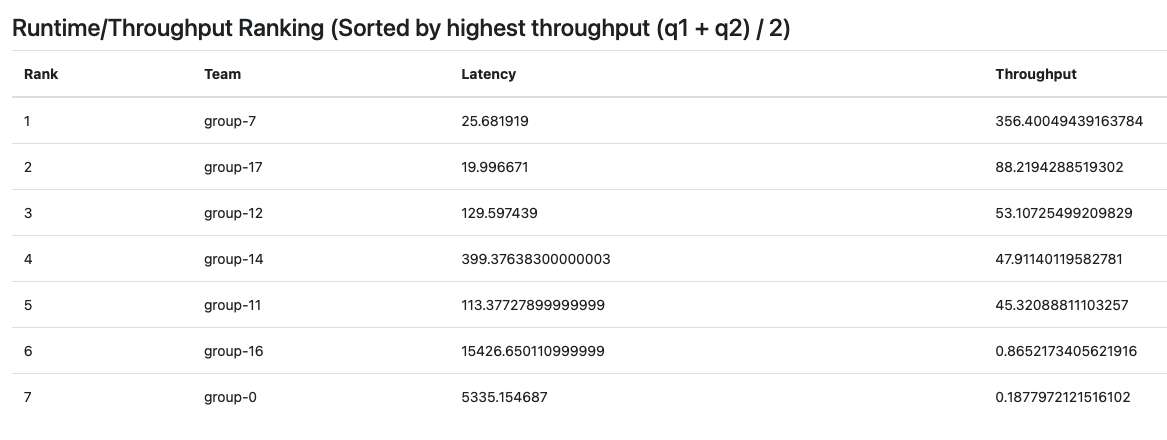 Runtime/Throughput Ranking (Sorted by highest throughput (q1 + q2) / 2)
Rank Team Latency Throughput
1 group-7 25.681919 356.40049439163784
2 group-17 19.996671 88.2194288519302
3 group-12 129.597439 53.10725499209829
4 group-14 399.37638300000003 47.91140119582781
5 group-11 113.37727899999999 45.32088811103257
6 group-16 15426.650110999999 0.8652173405621916
7 group-0 5335.154687 0.1877972121516102